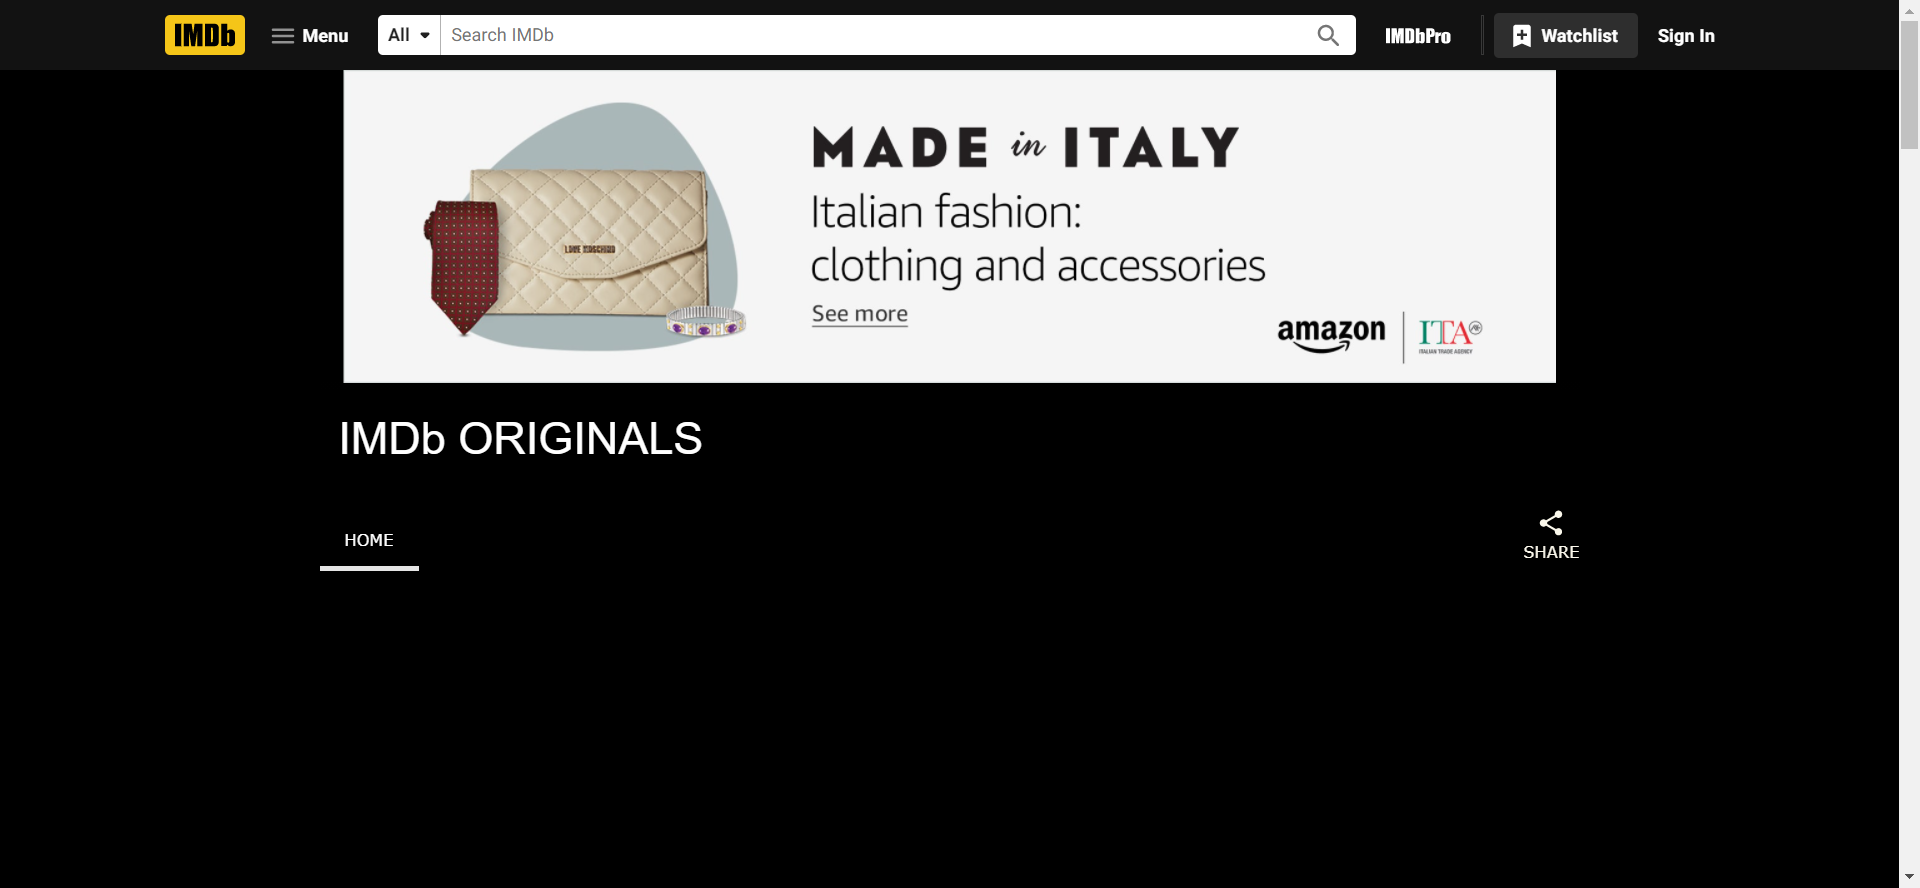 IMDb
Menu
All
Search IMDb
IMDbPro
Watchlist
Sign In
MADE in ITALY
Italian fashion:
clothing and accessories
See more
LOVE MOSCHINO
amazon
ITA
ITALIAN TRADE AGENCY
IMDb ORIGINALS
HOME
SHARE